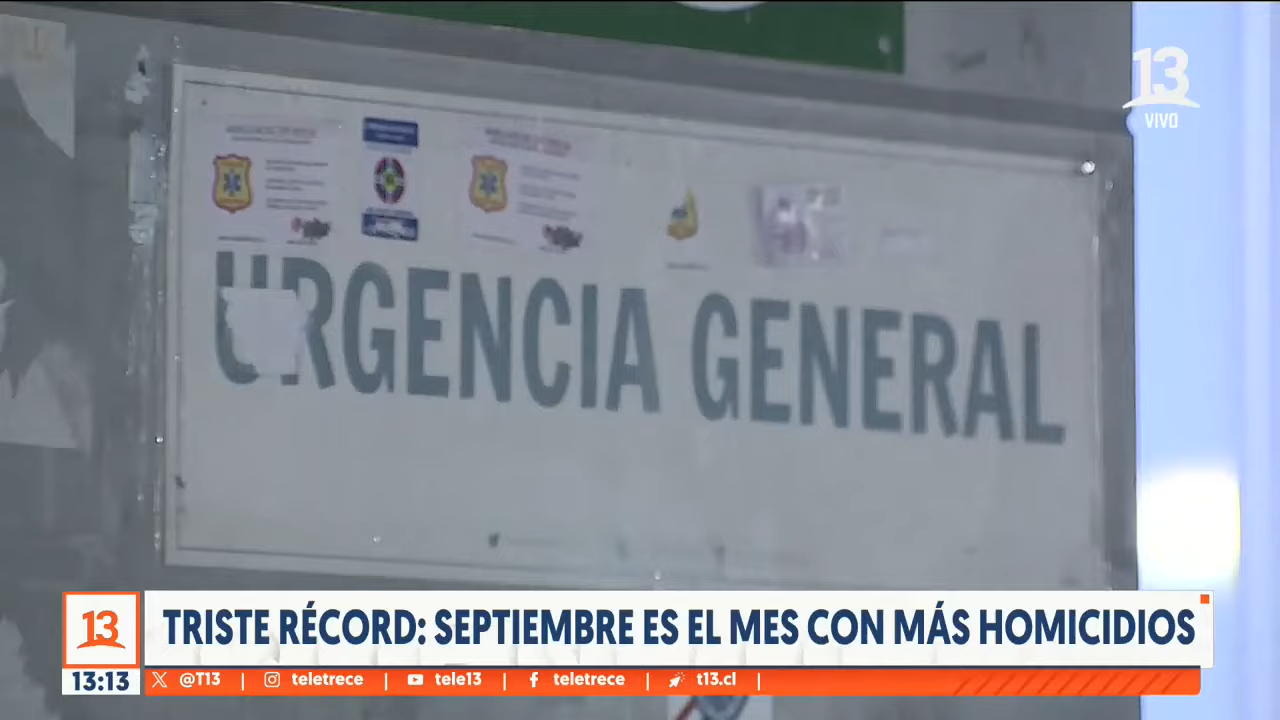 13
VIVO
URGENCIA GENERAL
13 TRISTE RÉCORD: SEPTIEMBRE ES EL MES CON MÁS HOMICIDIOS
13:13 @T13 | teletrece | tele13 | teletrece | t13.cl |